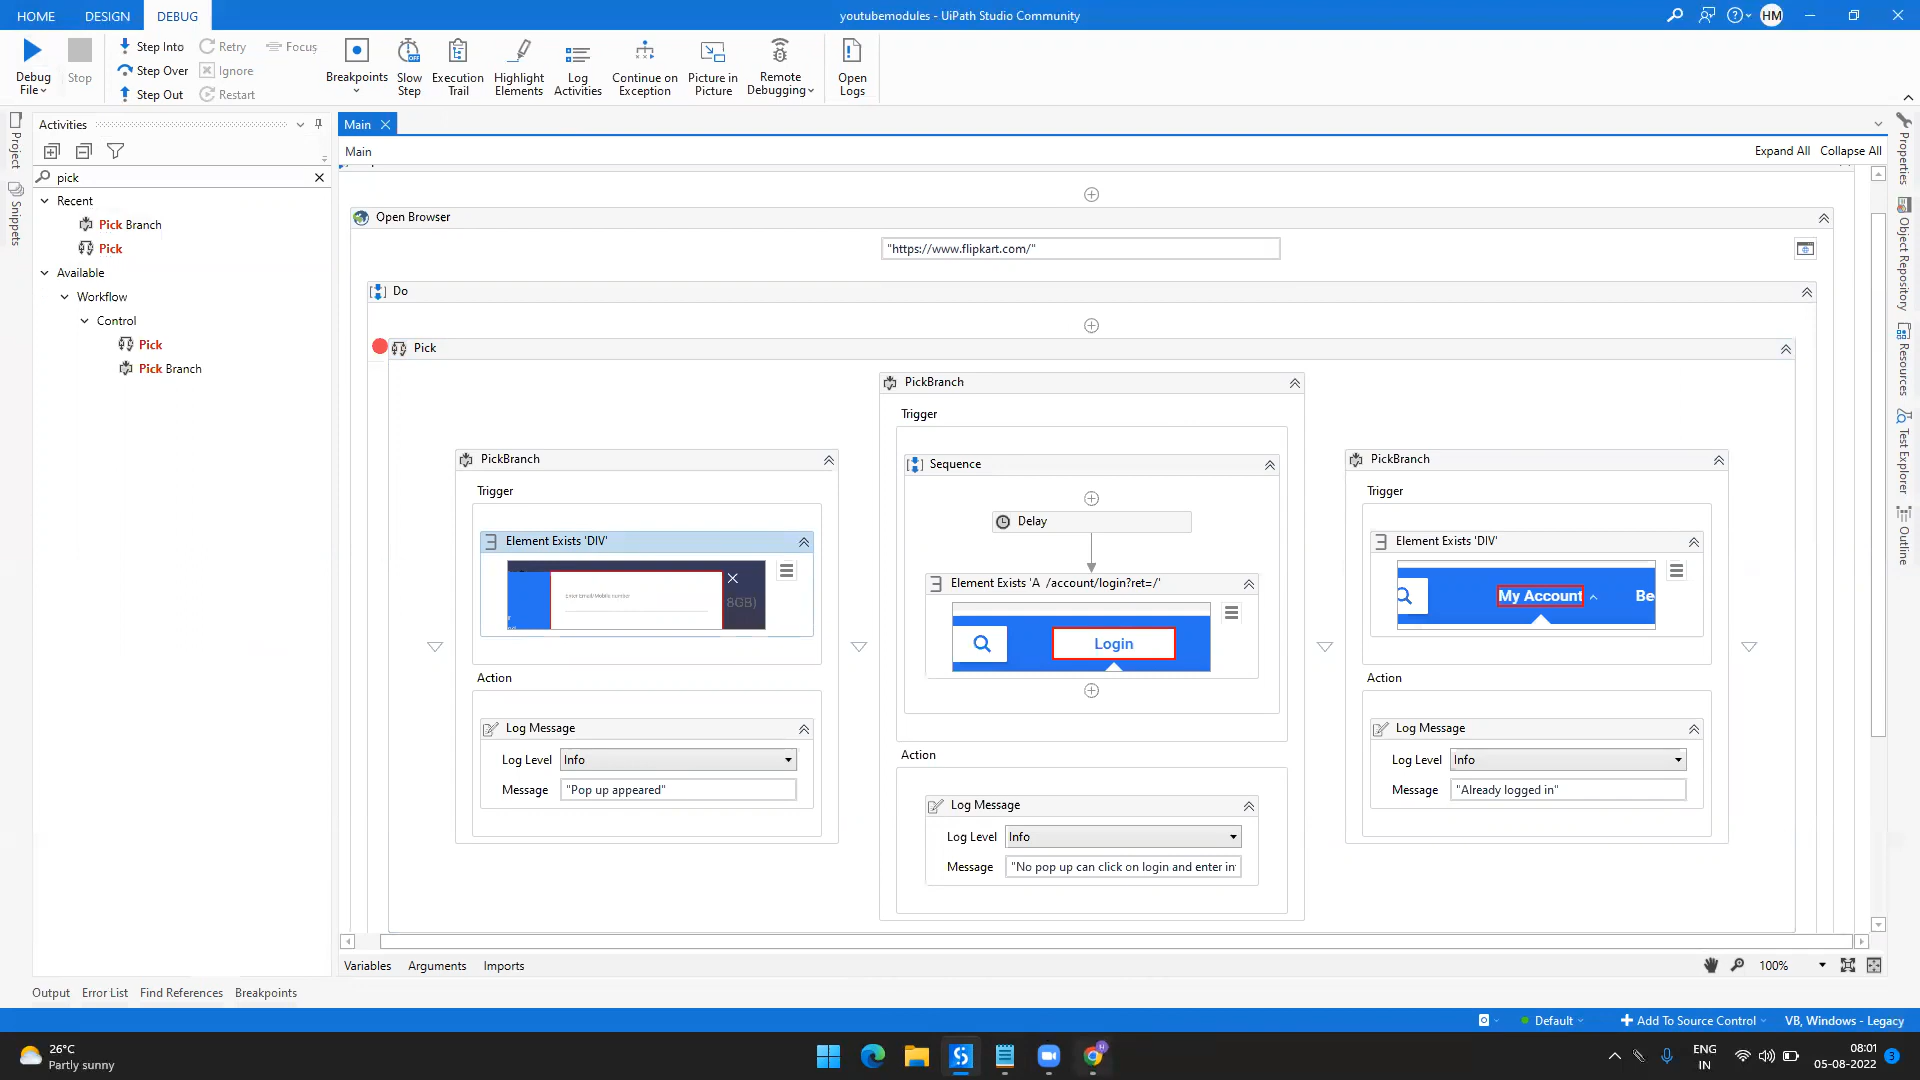 HOME DESIGN DEBUG
youtubemodules - UiPath Studio Community
HM
Debug File
Stop
Step Into
Step Over
Step Out
Retry
Ignore
Restart
Focus
Breakpoints
Slow Step
Execution Trail
Highlight Elements
Log Activities
Continue on Exception
Picture in Picture
Remote Debugging
Open Logs
Project
Snippets
Activities
pick
Recent
Pick Branch
Pick
Available
Workflow
Control
Pick
Pick Branch
Main
Main
Expand All Collapse All
Open Browser
"https://www.flipkart.com/"
Do
Pick
PickBranch
Trigger
Element Exists 'DIV'
Enter Email/Mobile number
8GB)
Action
Log Message
Log Level Info
Message "Pop up appeared"
PickBranch
Trigger
Sequence
Delay
Element Exists 'A /account/login?ret=/'
Login
Action
Log Message
Log Level Info
Message "No pop up can click on login and enter in
PickBranch
Trigger
Element Exists 'DIV'
My Account
Be
Action
Log Message
Log Level Info
Message "Already logged in"
Properties
Object Repository
Resources
Test Explorer
Outline
Variables Arguments Imports
100%
Output Error List Find References Breakpoints
Default
Add To Source Control
VB, Windows - Legacy
26°C
Partly sunny
ENG
IN
08:01
05-08-2022
3